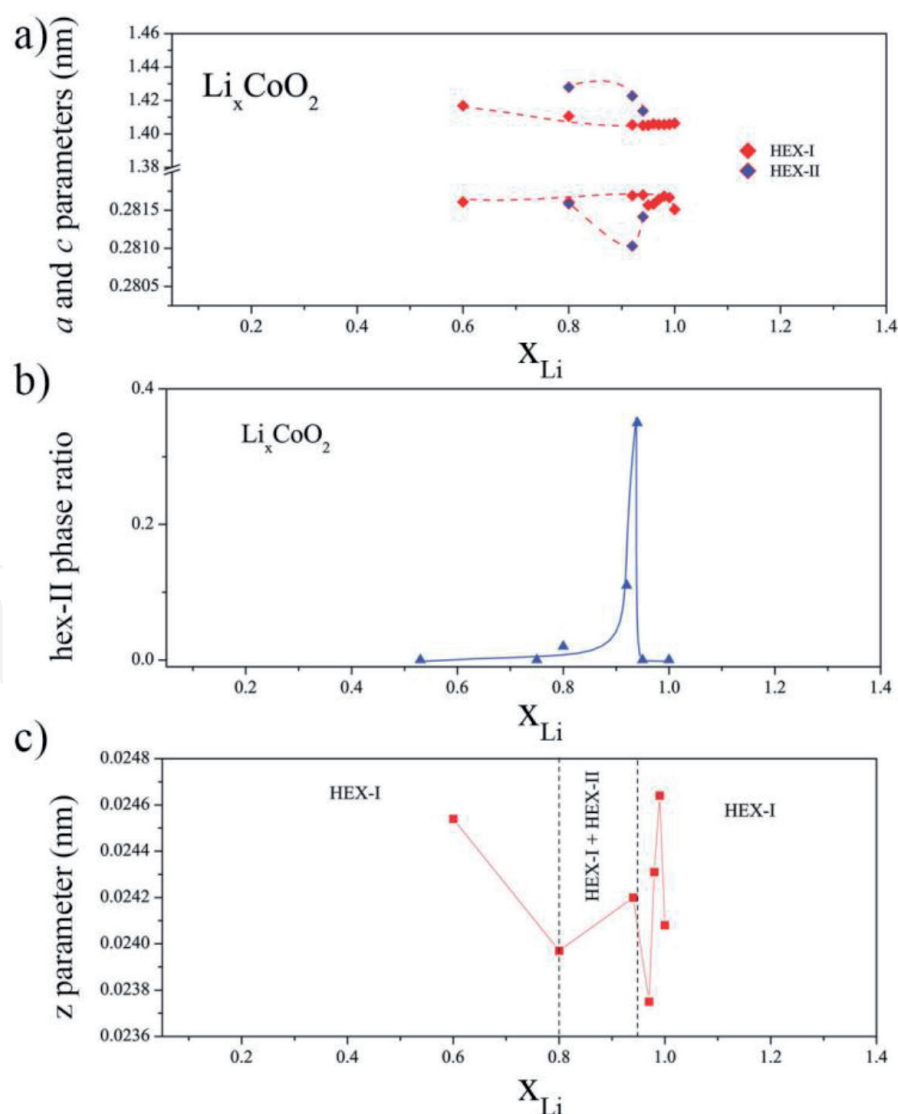 a)
a and c parameters (nm)
1.46
1.44
1.42
1.40
1.38
0.2815
0.2810
0.2805
LiₓCoO₂
HEX-I
HEX-II
0.2 0.4 0.6 0.8 1.0 1.2 1.4
X_Li
b)
hex-II phase ratio
0.4
0.2
0.0
LiₓCoO₂
0.2 0.4 0.6 0.8 1.0 1.2 1.4
X_Li
c)
z parameter (nm)
0.0248
0.0246
0.0244
0.0242
0.0240
0.0238
0.0236
HEX-I
HEX-I + HEX-II
HEX-I
0.2 0.4 0.6 0.8 1.0 1.2 1.4
X_Li